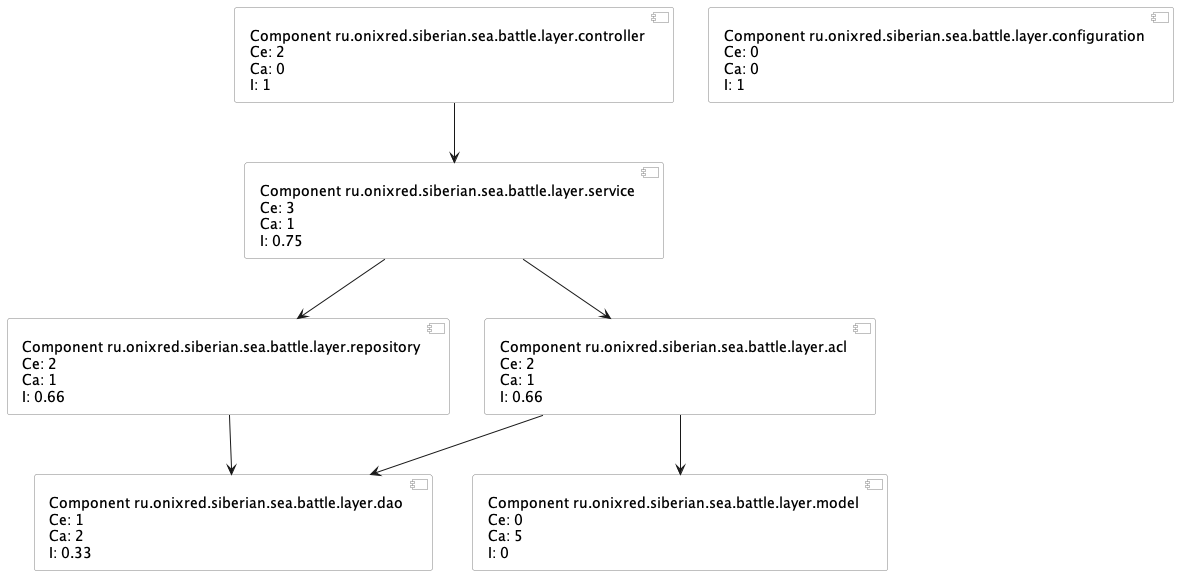 Component ru.onixred.siberian.sea.battle.layer.controller
Ce: 2
Ca: 0
I: 1
Component ru.onixred.siberian.sea.battle.layer.configuration
Ce: 0
Ca: 0
I: 1
Component ru.onixred.siberian.sea.battle.layer.service
Ce: 3
Ca: 1
I: 0.75
Component ru.onixred.siberian.sea.battle.layer.repository
Ce: 2
Ca: 1
I: 0.66
Component ru.onixred.siberian.sea.battle.layer.acl
Ce: 2
Ca: 1
I: 0.66
Component ru.onixred.siberian.sea.battle.layer.dao
Ce: 1
Ca: 2
I: 0.33
Component ru.onixred.siberian.sea.battle.layer.model
Ce: 0
Ca: 5
I: 0